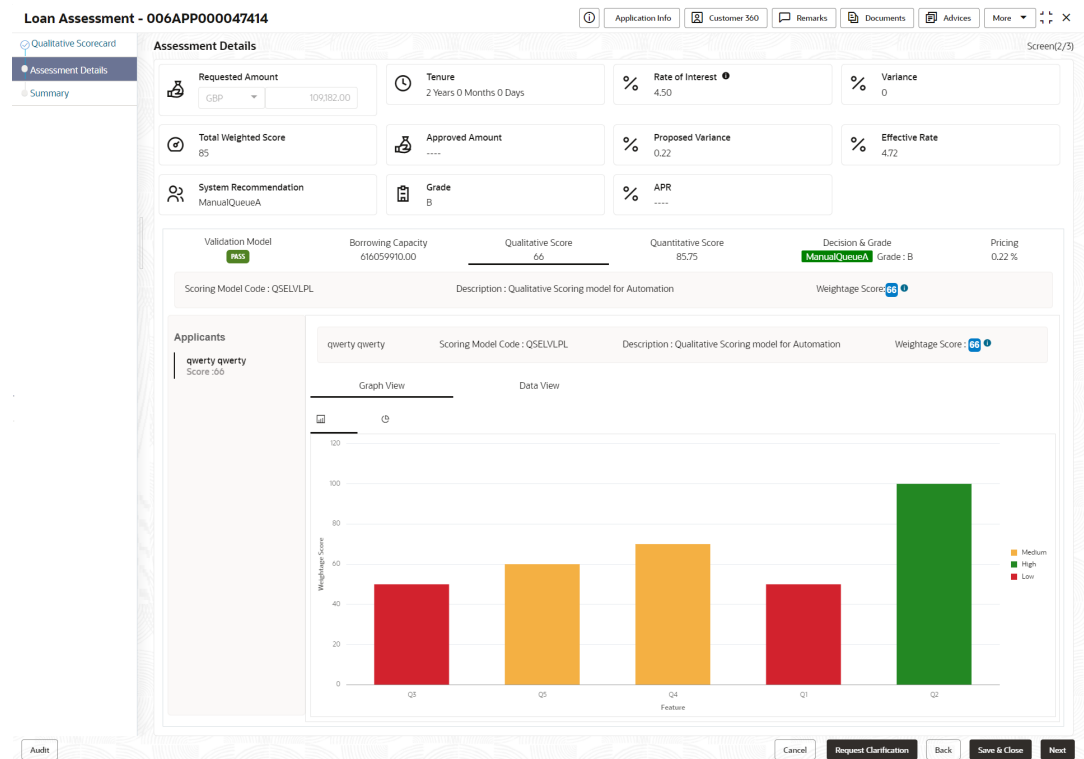 Loan Assessment - 006APP000047414
Application Info
Customer 360
Remarks
Documents
Advices
More
Qualitative Scorecard
Assessment Details
Summary
Assessment Details
Screen(2/3)
Requested Amount
GBP
109,182.00
Tenure
2 Years 0 Months 0 Days
Rate of Interest
4.50
Variance
0
Total Weighted Score
85
Approved Amount
----
Proposed Variance
0.22
Effective Rate
4.72
System Recommendation
ManualQueueA
Grade
B
APR
----
Validation Model
PASS
Borrowing Capacity
616059910.00
Qualitative Score
66
Quantitative Score
85.75
Decision & Grade
ManualQueueA Grade : B
Pricing
0.22 %
Scoring Model Code : QSELVLPL
Description : Qualitative Scoring model for Automation
Weightage Score: 66
Applicants
qwerty qwerty
Score :66
qwerty qwerty
Scoring Model Code : QSELVLPL
Description : Qualitative Scoring model for Automation
Weightage Score : 66
Graph View
Data View
120
100
80
60
40
20
0
Weightage Score
Q3
Q5
Q4
Q1
Q2
Feature
Medium
High
Low
Audit
Cancel
Request Clarification
Back
Save & Close
Next